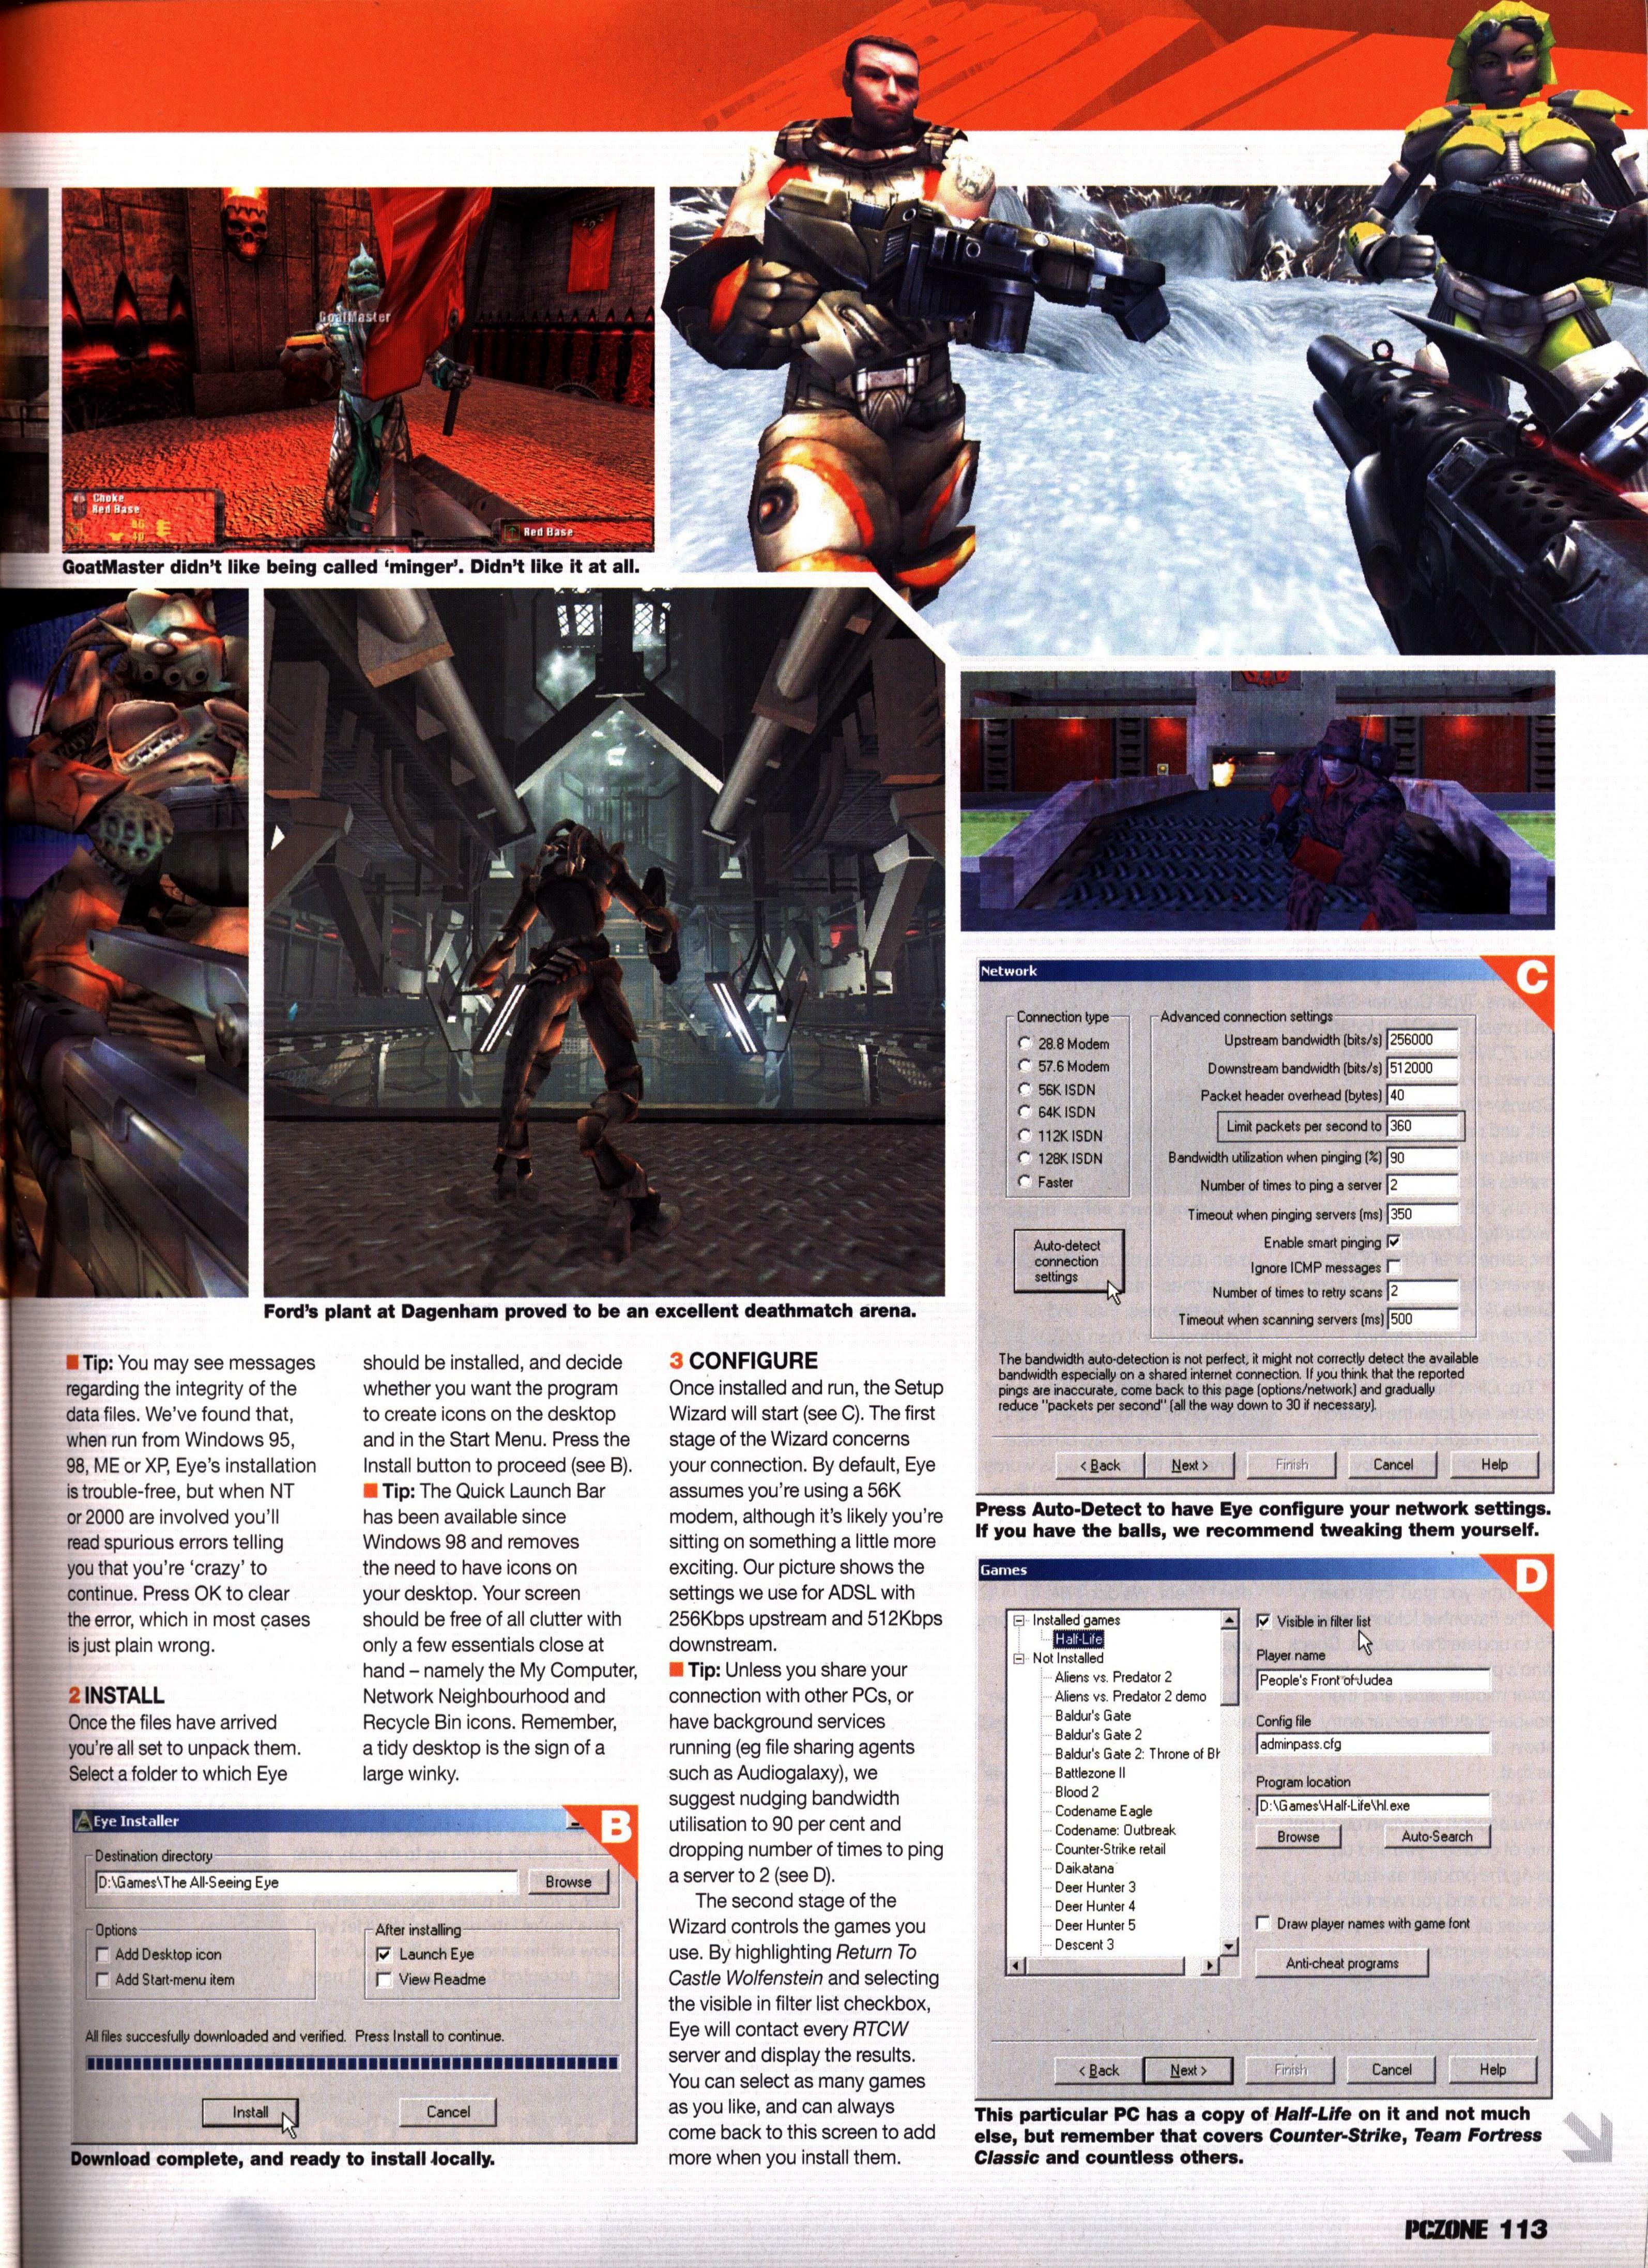 GoatMaster
Choke
Red Base
Red Base
GoatMaster didn't like being called 'minger'. Didn't like it at all.
Ford's plant at Dagenham proved to be an excellent deathmatch arena.
Tip: You may see messages
regarding the integrity of the
data files. We've found that,
when run from Windows 95,
98, ME or XP, Eye's installation
is trouble-free, but when NT
or 2000 are involved you'll
read spurious errors telling
you that you're 'crazy' to
continue. Press OK to clear
the error, which in most cases
is just plain wrong.
2 INSTALL
Once the files have arrived
you're all set to unpack them.
Select a folder to which Eye
should be installed, and decide
whether you want the program
to create icons on the desktop
and in the Start Menu. Press the
Install button to proceed (see B).
Tip: The Quick Launch Bar
has been available since
Windows 98 and removes
the need to have icons on
your desktop. Your screen
should be free of all clutter with
only a few essentials close at
hand – namely the My Computer,
Network Neighbourhood and
Recycle Bin icons. Remember,
a tidy desktop is the sign of a
large winky.
B
Eye Installer
Destination directory
D:\Games\The All-Seeing Eye
Browse
Options
Add Desktop icon
Add Start-menu item
After installing
Launch Eye
View Readme
All files succesfully downloaded and verified. Press Install to continue.
Install
Cancel
Download complete, and ready to install locally.
3 CONFIGURE
Once installed and run, the Setup
Wizard will start (see C). The first
stage of the Wizard concerns
your connection. By default, Eye
assumes you're using a 56K
modem, although it's likely you're
sitting on something a little more
exciting. Our picture shows the
settings we use for ADSL with
256Kbps upstream and 512Kbps
downstream.
Tip: Unless you share your
connection with other PCs, or
have background services
running (eg file sharing agents
such as Audiogalaxy), we
suggest nudging bandwidth
utilisation to 90 per cent and
dropping number of times to ping
a server to 2 (see D).
The second stage of the
Wizard controls the games you
use. By highlighting Return To
Castle Wolfenstein and selecting
the visible in filter list checkbox,
Eye will contact every RTCW
server and display the results.
You can select as many games
as you like, and can always
come back to this screen to add
more when you install them.
C
Network
Connection type
28.8 Modem
57.6 Modem
56K ISDN
64K ISDN
112K ISDN
128K ISDN
Faster
Auto-detect
connection
settings
Advanced connection settings
Upstream bandwidth (bits/s) 256000
Downstream bandwidth (bits/s) 512000
Packet header overhead (bytes) 40
Limit packets per second to 360
Bandwidth utilization when pinging (%) 90
Number of times to ping a server 2
Timeout when pinging servers (ms) 350
Enable smart pinging
Ignore ICMP messages
Number of times to retry scans 2
Timeout when scanning servers (ms) 500
The bandwidth auto-detection is not perfect, it might not correctly detect the available
bandwidth especially on a shared internet connection. If you think that the reported
pings are inaccurate, come back to this page (options/network) and gradually
reduce "packets per second" (all the way down to 30 if necessary).
< Back
Next >
Finish
Cancel
Help
Press Auto-Detect to have Eye configure your network settings.
If you have the balls, we recommend tweaking them yourself.
D
Games
Installed games
Half-Life
Not Installed
Aliens vs. Predator 2
Aliens vs. Predator 2 demo
Baldur's Gate
Baldur's Gate 2
Baldur's Gate 2: Throne of Bh
Battlezone II
Blood 2
Codename Eagle
Codename: Outbreak
Counter-Strike retail
Daikatana
Deer Hunter 3
Deer Hunter 4
Deer Hunter 5
Descent 3
Visible in filter list
Player name
People's Front of Judea
Config file
adminpass.cfg
Program location
D:\Games\Half-Life\hl.exe
Browse
Auto-Search
Draw player names with game font
Anti-cheat programs
< Back
Next >
Finish
Cancel
Help
This particular PC has a copy of Half-Life on it and not much
else, but remember that covers Counter-Strike, Team Fortress
Classic and countless others.
PCZONE 113